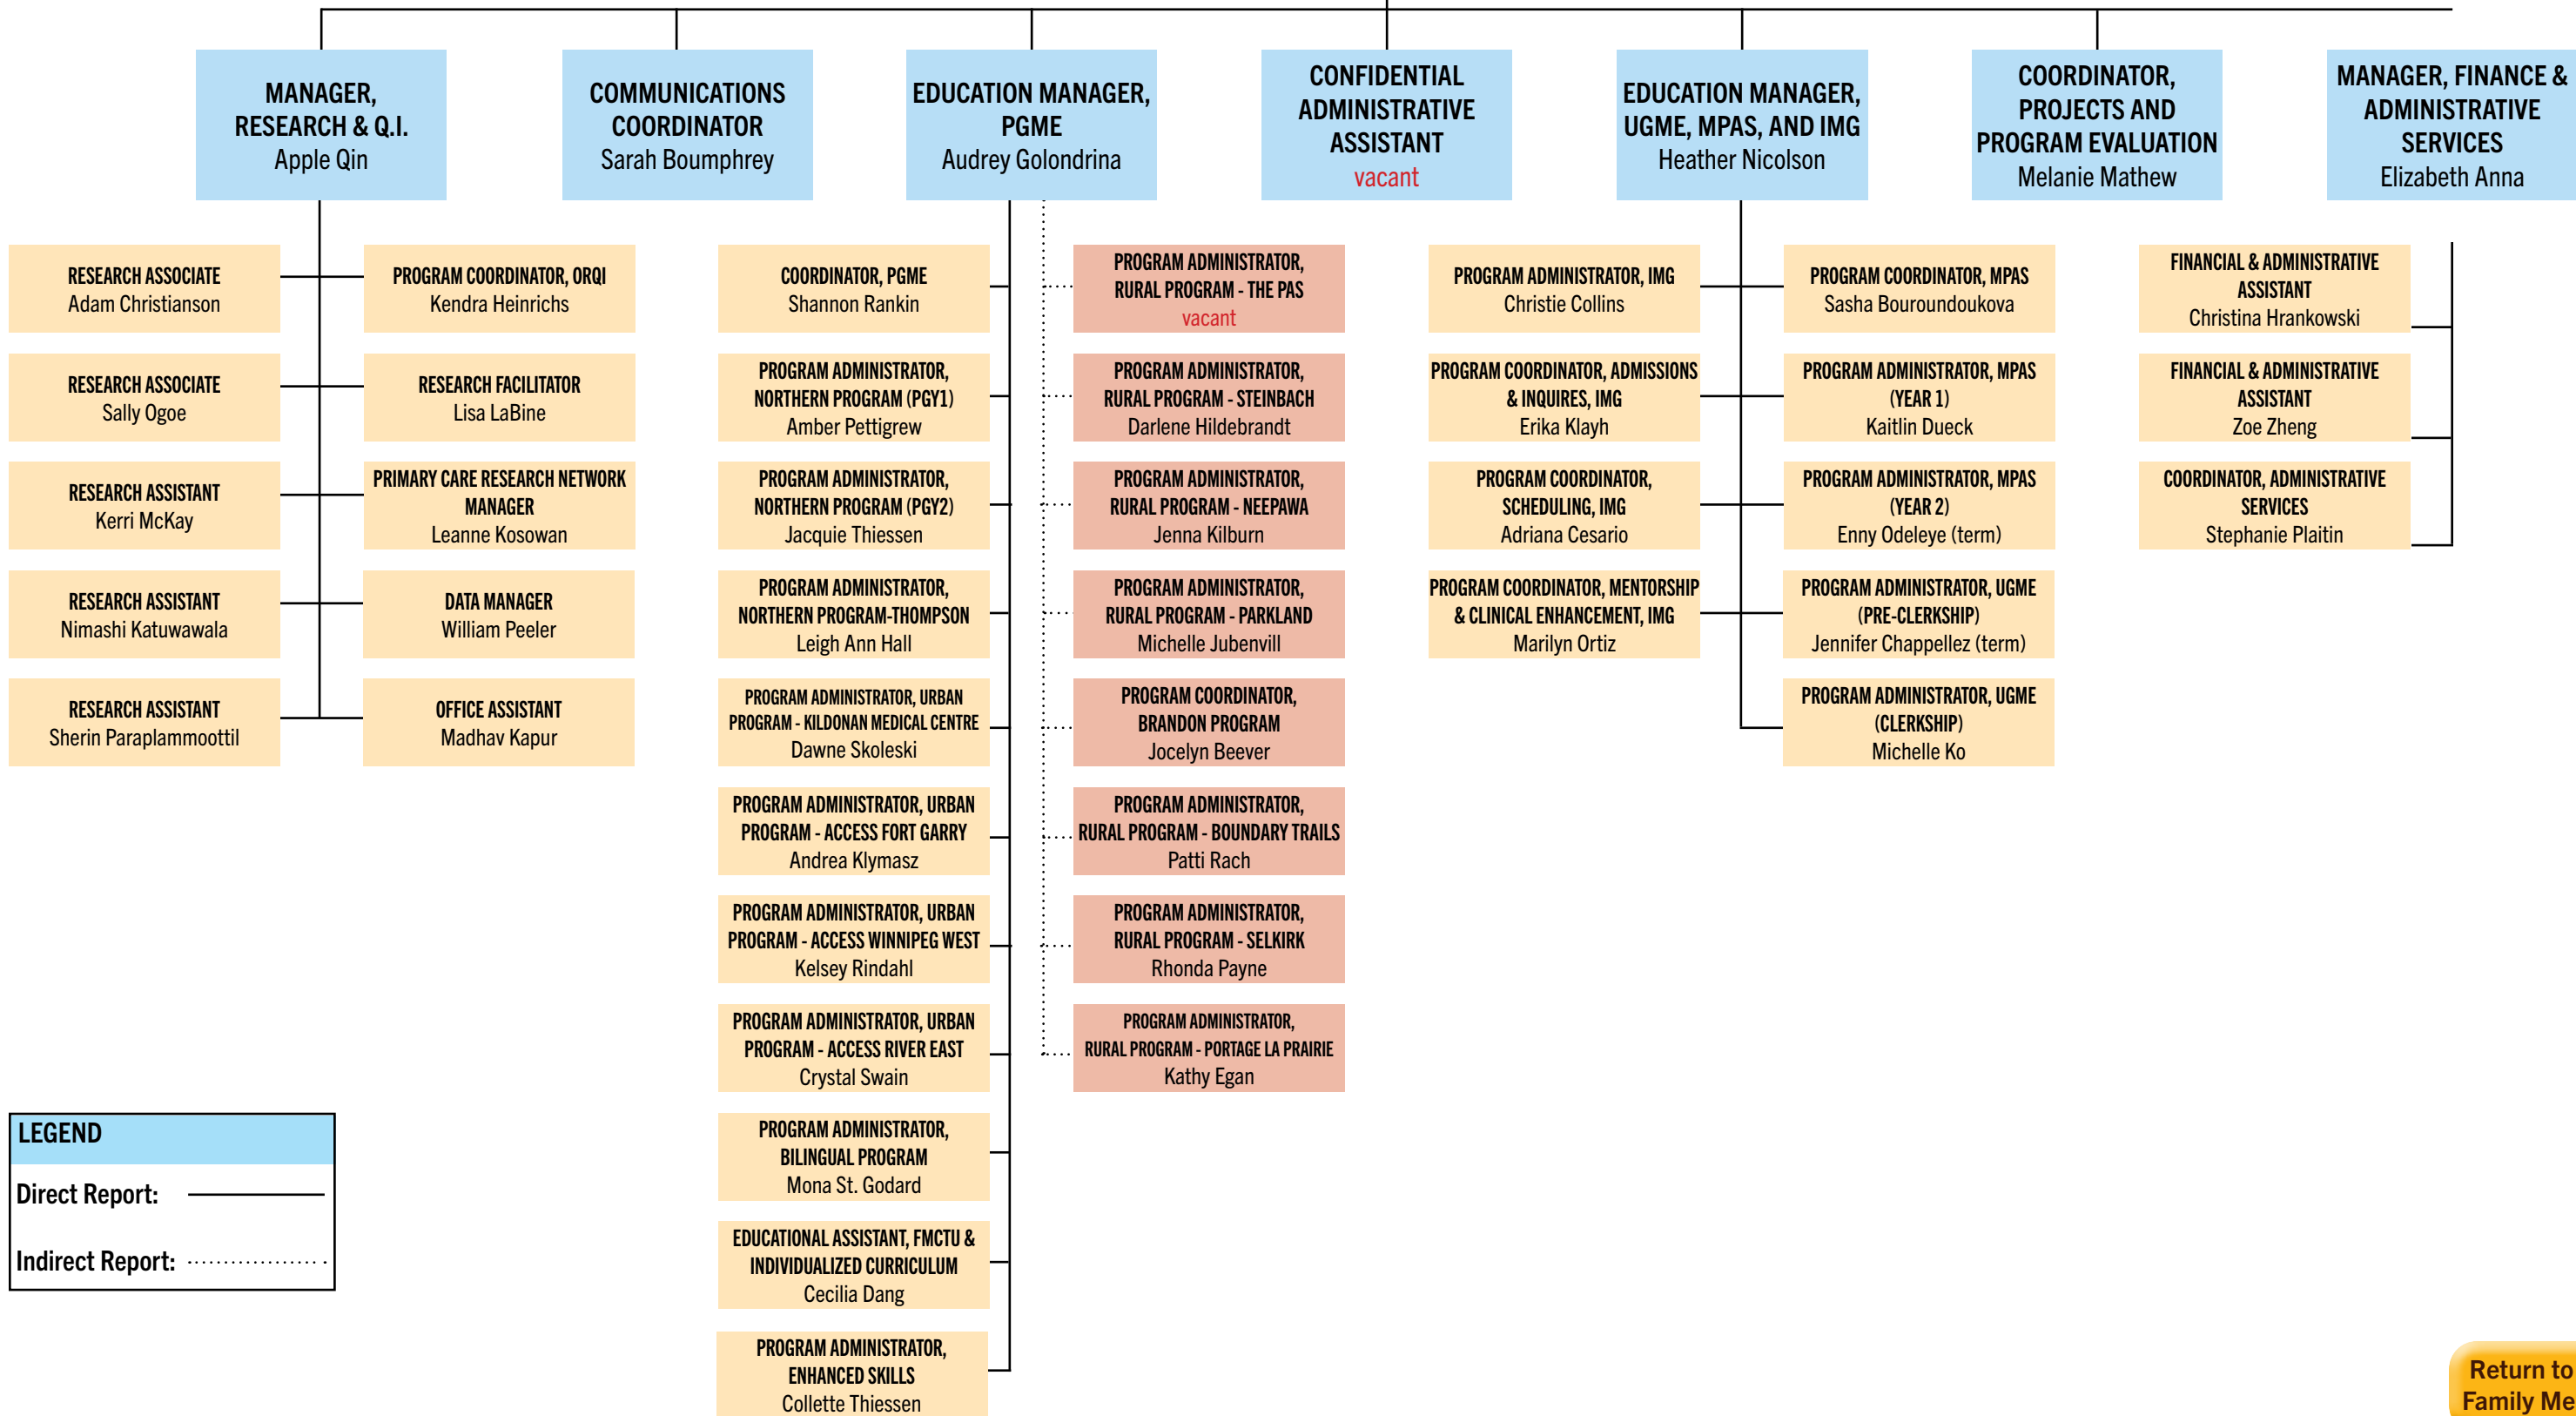 MANAGER,
RESEARCH & Q.I.
Apple Qin
COMMUNICATIONS
COORDINATOR
Sarah Boumphrey
EDUCATION MANAGER,
PGME
Audrey Golondrina
CONFIDENTIAL
ADMINISTRATIVE
ASSISTANT
vacant
EDUCATION MANAGER,
UGME, MPAS, AND IMG
Heather Nicolson
COORDINATOR,
PROJECTS AND
PROGRAM EVALUATION
Melanie Mathew
MANAGER, FINANCE &
ADMINISTRATIVE
SERVICES
Elizabeth Anna
RESEARCH ASSOCIATE
Adam Christianson
RESEARCH ASSOCIATE
Sally Ogoe
RESEARCH ASSISTANT
Kerri McKay
RESEARCH ASSISTANT
Nimashi Katuwawala
RESEARCH ASSISTANT
Sherin Paraplammoottil
PROGRAM COORDINATOR, ORQI
Kendra Heinrichs
RESEARCH FACILITATOR
Lisa LaBine
PRIMARY CARE RESEARCH NETWORK
MANAGER
Leanne Kosowan
DATA MANAGER
William Peeler
OFFICE ASSISTANT
Madhav Kapur
COORDINATOR, PGME
Shannon Rankin
PROGRAM ADMINISTRATOR,
NORTHERN PROGRAM (PGY1)
Amber Pettigrew
PROGRAM ADMINISTRATOR,
NORTHERN PROGRAM (PGY2)
Jacquie Thiessen
PROGRAM ADMINISTRATOR,
NORTHERN PROGRAM-THOMPSON
Leigh Ann Hall
PROGRAM ADMINISTRATOR, URBAN
PROGRAM - KILDONAN MEDICAL CENTRE
Dawne Skoleski
PROGRAM ADMINISTRATOR, URBAN
PROGRAM - ACCESS FORT GARRY
Andrea Klymasz
PROGRAM ADMINISTRATOR, URBAN
PROGRAM - ACCESS WINNIPEG WEST
Kelsey Rindahl
PROGRAM ADMINISTRATOR, URBAN
PROGRAM - ACCESS RIVER EAST
Crystal Swain
PROGRAM ADMINISTRATOR,
BILINGUAL PROGRAM
Mona St. Godard
EDUCATIONAL ASSISTANT, FMCTU &
INDIVIDUALIZED CURRICULUM
Cecilia Dang
PROGRAM ADMINISTRATOR,
ENHANCED SKILLS
Collette Thiessen
PROGRAM ADMINISTRATOR,
RURAL PROGRAM - THE PAS
vacant
PROGRAM ADMINISTRATOR,
RURAL PROGRAM - STEINBACH
Darlene Hildebrandt
PROGRAM ADMINISTRATOR,
RURAL PROGRAM - NEEPAWA
Jenna Kilburn
PROGRAM ADMINISTRATOR,
RURAL PROGRAM - PARKLAND
Michelle Jubenvill
PROGRAM COORDINATOR,
BRANDON PROGRAM
Jocelyn Beever
PROGRAM ADMINISTRATOR,
RURAL PROGRAM - BOUNDARY TRAILS
Patti Rach
PROGRAM ADMINISTRATOR,
RURAL PROGRAM - SELKIRK
Rhonda Payne
PROGRAM ADMINISTRATOR,
RURAL PROGRAM - PORTAGE LA PRAIRIE
Kathy Egan
PROGRAM ADMINISTRATOR, IMG
Christie Collins
PROGRAM COORDINATOR, ADMISSIONS
& INQUIRES, IMG
Erika Klayh
PROGRAM COORDINATOR,
SCHEDULING, IMG
Adriana Cesario
PROGRAM COORDINATOR, MENTORSHIP
& CLINICAL ENHANCEMENT, IMG
Marilyn Ortiz
PROGRAM COORDINATOR, MPAS
Sasha Bouroundoukova
PROGRAM ADMINISTRATOR, MPAS
(YEAR 1)
Kaitlin Dueck
PROGRAM ADMINISTRATOR, MPAS
(YEAR 2)
Enny Odeleye (term)
PROGRAM ADMINISTRATOR, UGME
(PRE-CLERKSHIP)
Jennifer Chappellez (term)
PROGRAM ADMINISTRATOR, UGME
(CLERKSHIP)
Michelle Ko
FINANCIAL & ADMINISTRATIVE
ASSISTANT
Christina Hrankowski
FINANCIAL & ADMINISTRATIVE
ASSISTANT
Zoe Zheng
COORDINATOR, ADMINISTRATIVE
SERVICES
Stephanie Plaitin
LEGEND
Direct Report:
Indirect Report:
Return to
Family Me